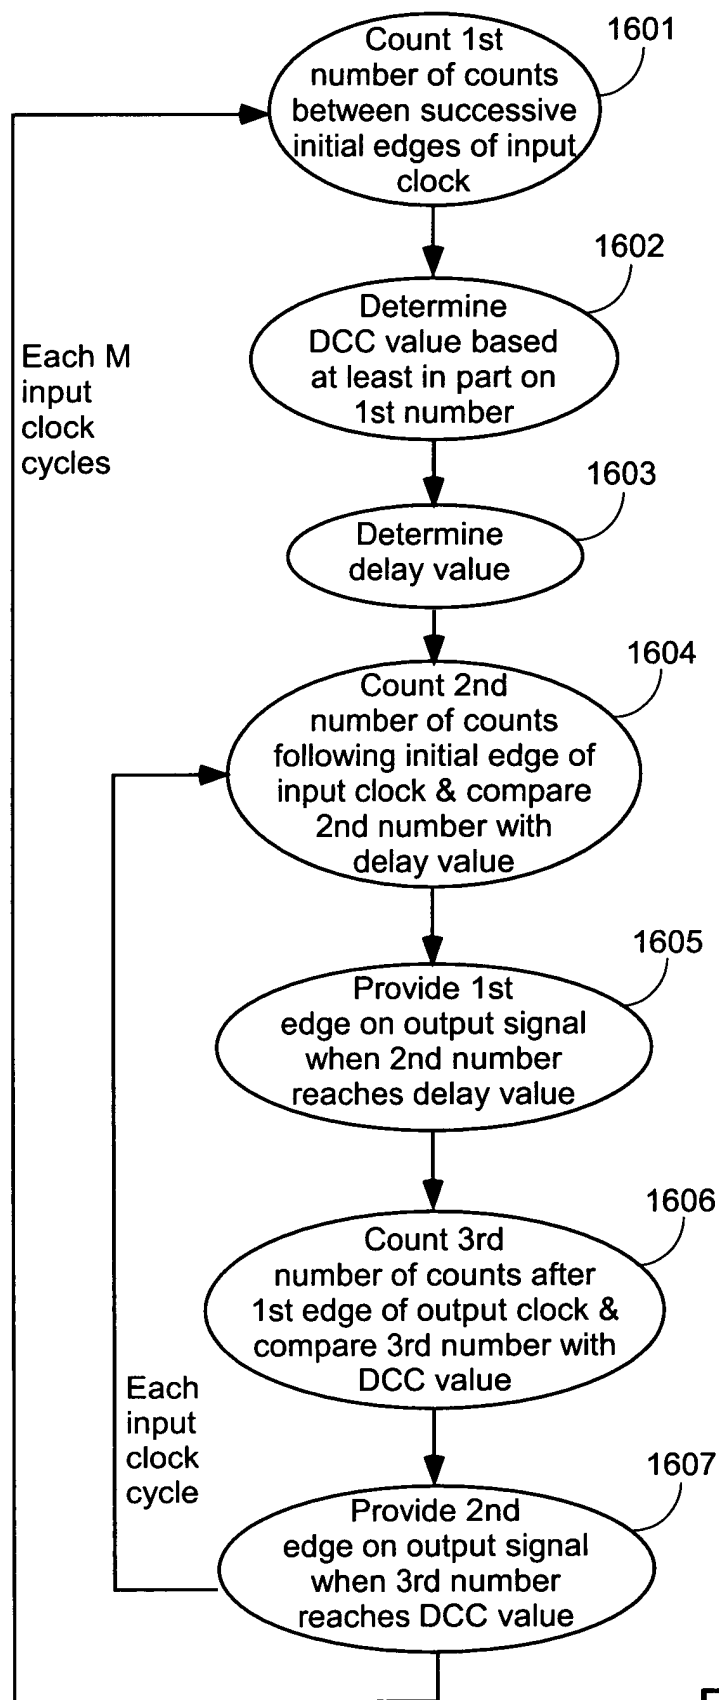 1601
Count 1st
number of counts
between successive
initial edges of input
clock
1602
Determine
DCC value based
at least in part on
1st number
Each M
input
clock
cycles
1603
Determine
delay value
1604
Count 2nd
number of counts
following initial edge of
input clock & compare
2nd number with
delay value
1605
Provide 1st
edge on output signal
when 2nd number
reaches delay value
1606
Count 3rd
number of counts after
1st edge of output clock &
compare 3rd number with
DCC value
Each
input
clock
cycle
1607
Provide 2nd
edge on output signal
when 3rd number
reaches DCC value